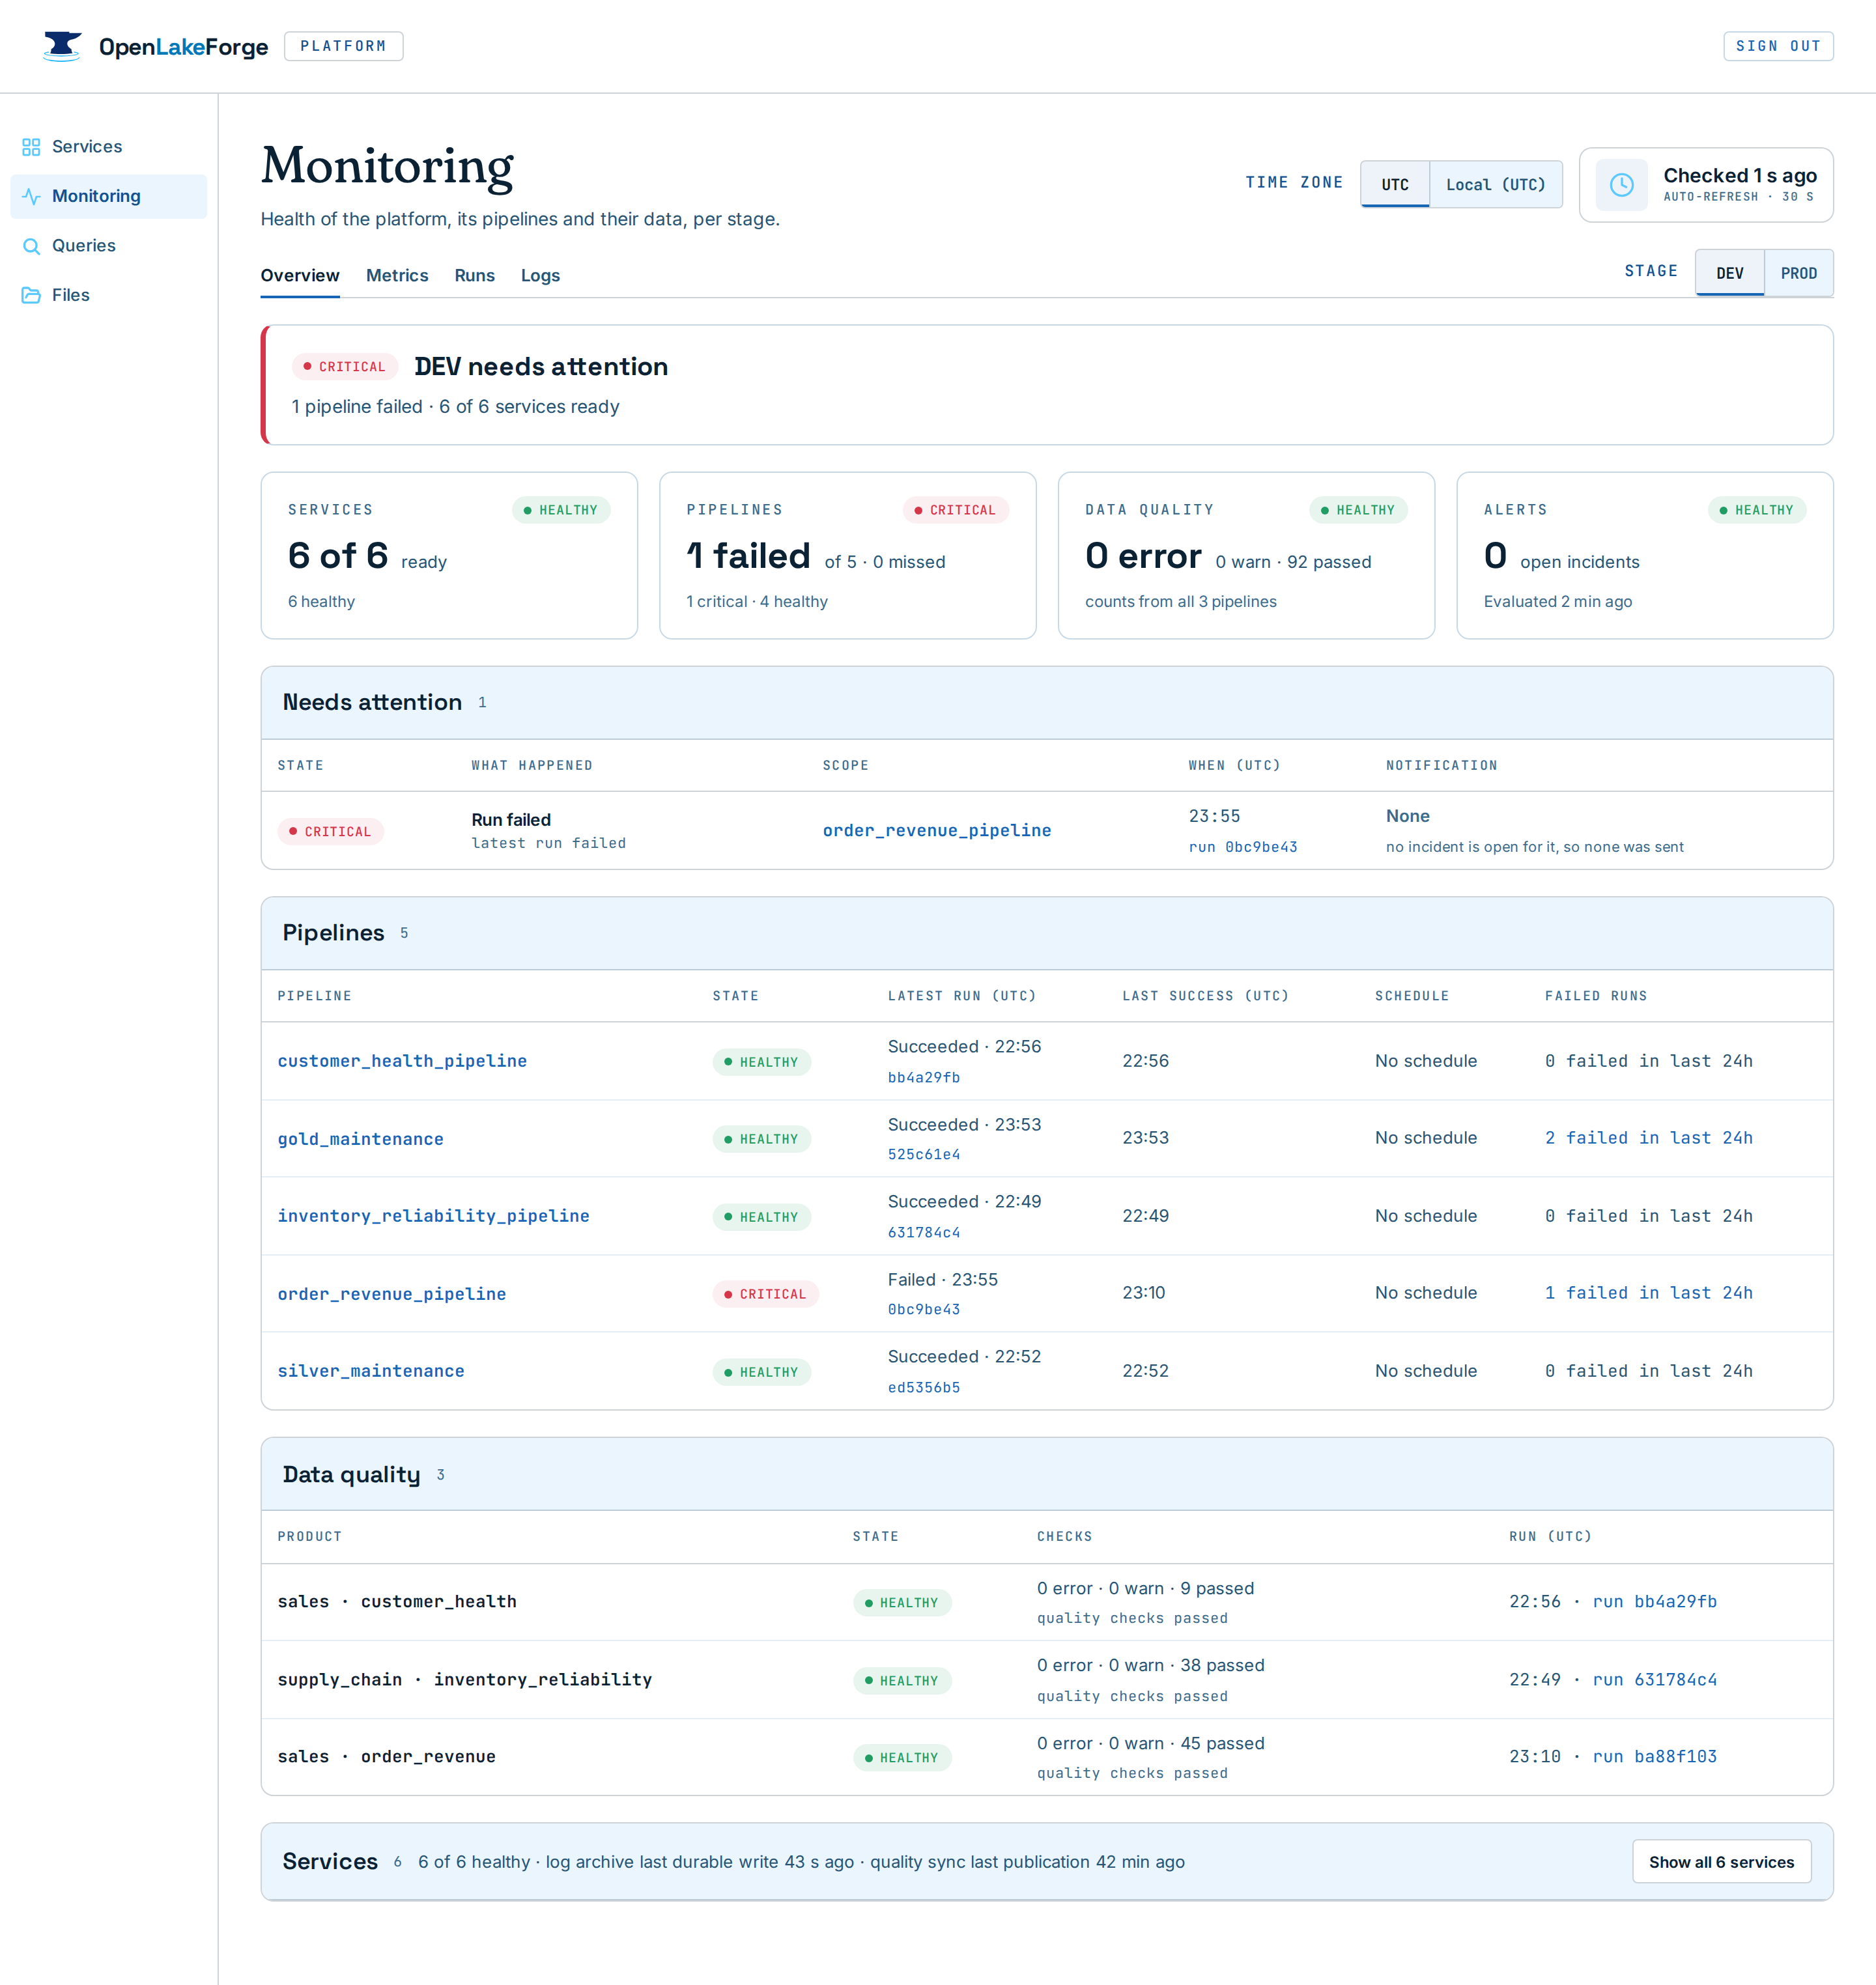 OpenLakeForge PLATFORM SIGN OUT
Services
Monitoring
Queries
Files
Monitoring
Health of the platform, its pipelines and their data, per stage.
TIME ZONE UTC Local (UTC)
Checked 1 s ago
AUTO-REFRESH · 30 S
Overview Metrics Runs Logs
STAGE DEV PROD
CRITICAL DEV needs attention
1 pipeline failed · 6 of 6 services ready
SERVICES HEALTHY
6 of 6 ready
6 healthy
PIPELINES CRITICAL
1 failed of 5 · 0 missed
1 critical · 4 healthy
DATA QUALITY HEALTHY
0 error 0 warn · 92 passed
counts from all 3 pipelines
ALERTS HEALTHY
0 open incidents
Evaluated 2 min ago
Needs attention 1
STATE WHAT HAPPENED SCOPE WHEN (UTC) NOTIFICATION
CRITICAL
Run failed
latest run failed
order_revenue_pipeline
23:55
run 0bc9be43
None
no incident is open for it, so none was sent
Pipelines 5
PIPELINE STATE LATEST RUN (UTC) LAST SUCCESS (UTC) SCHEDULE FAILED RUNS
customer_health_pipeline HEALTHY Succeeded · 22:56 22:56 No schedule 0 failed in last 24h
bb4a29fb
gold_maintenance HEALTHY Succeeded · 23:53 23:53 No schedule 2 failed in last 24h
525c61e4
inventory_reliability_pipeline HEALTHY Succeeded · 22:49 22:49 No schedule 0 failed in last 24h
631784c4
order_revenue_pipeline CRITICAL Failed · 23:55 23:10 No schedule 1 failed in last 24h
0bc9be43
silver_maintenance HEALTHY Succeeded · 22:52 22:52 No schedule 0 failed in last 24h
ed5356b5
Data quality 3
PRODUCT STATE CHECKS RUN (UTC)
sales · customer_health HEALTHY 0 error · 0 warn · 9 passed 22:56 · run bb4a29fb
quality checks passed
supply_chain · inventory_reliability HEALTHY 0 error · 0 warn · 38 passed 22:49 · run 631784c4
quality checks passed
sales · order_revenue HEALTHY 0 error · 0 warn · 45 passed 23:10 · run ba88f103
quality checks passed
Services 6 6 of 6 healthy · log archive last durable write 43 s ago · quality sync last publication 42 min ago Show all 6 services